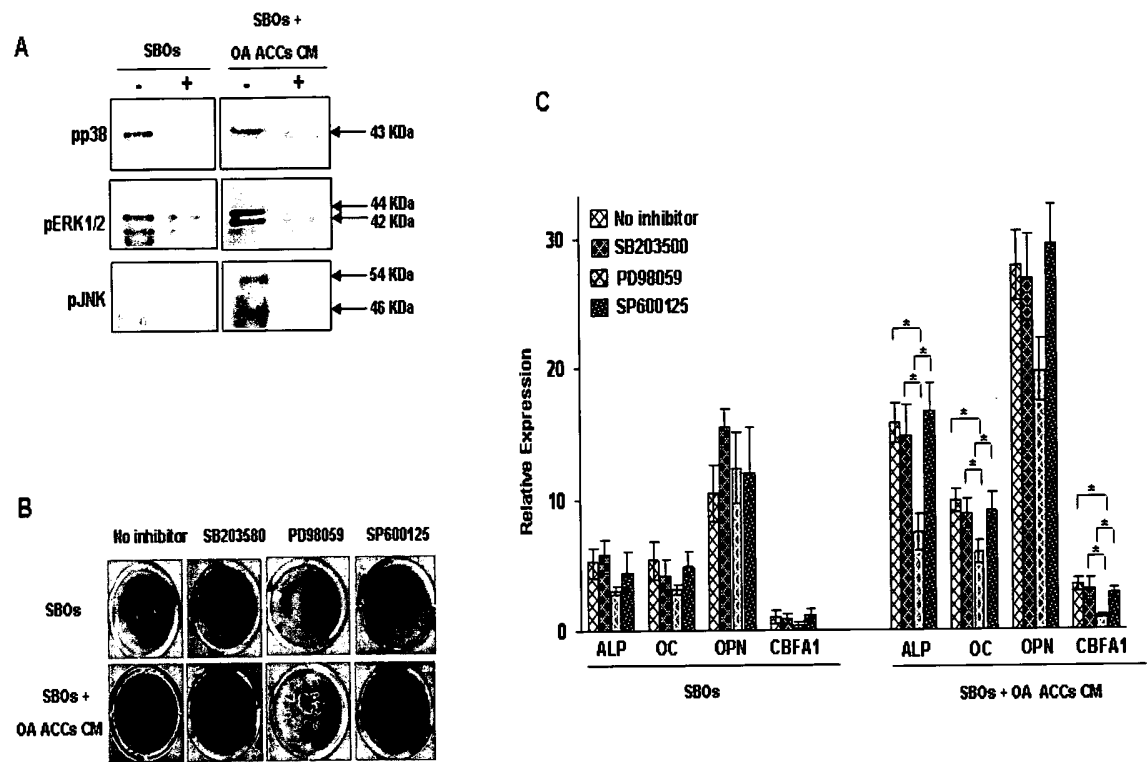 A
SBOs
SBOs +
OA ACCs CM
- + - +
pp38
43 KDa
pERK1/2
44 KDa
42 KDa
pJNK
54 KDa
46 KDa
B
No inhibitor SB203580 PD98059 SP600125
SBOs
SBOs +
OA ACCs CM
C
No inhibitor
SB203500
PD98059
SP600125
Relative Expression
30
20
10
0
* * *
* * *
* * *
ALP OC OPN CBFA1 ALP OC OPN CBFA1
SBOs SBOs + OA ACCs CM